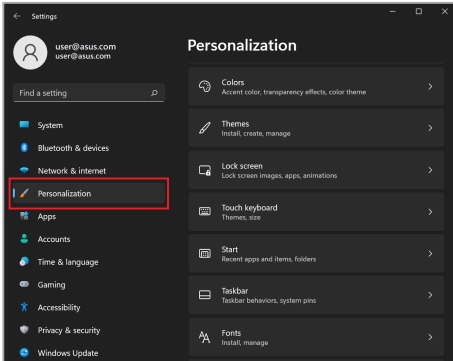 Settings
user@asus.com
user@asus.com
Find a setting
System
Bluetooth & devices
Network & internet
Personalization
Apps
Accounts
Time & language
Gaming
Accessibility
Privacy & security
Windows Update
Personalization
Colors
Accent color, transparency effects, color theme
Themes
Install, create, manage
Lock screen
Lock screen images, apps, animations
Touch keyboard
Themes, size
Start
Recent apps and items, folders
Taskbar
Taskbar behaviors, system pins
Fonts
Install, manage